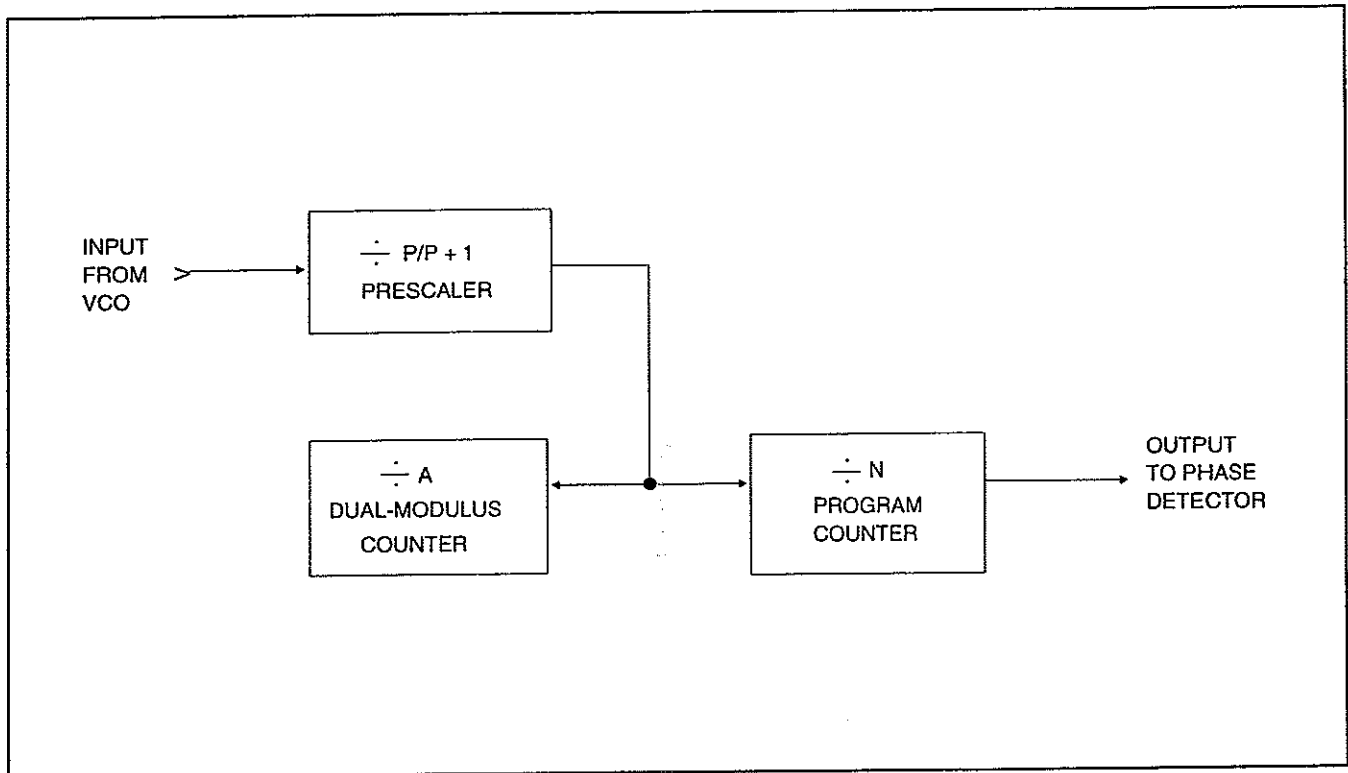 INPUT
FROM
VCO
÷ P/P + 1
PRESCALER
÷ A
DUAL-MODULUS
COUNTER
÷ N
PROGRAM
COUNTER
OUTPUT
TO PHASE
DETECTOR